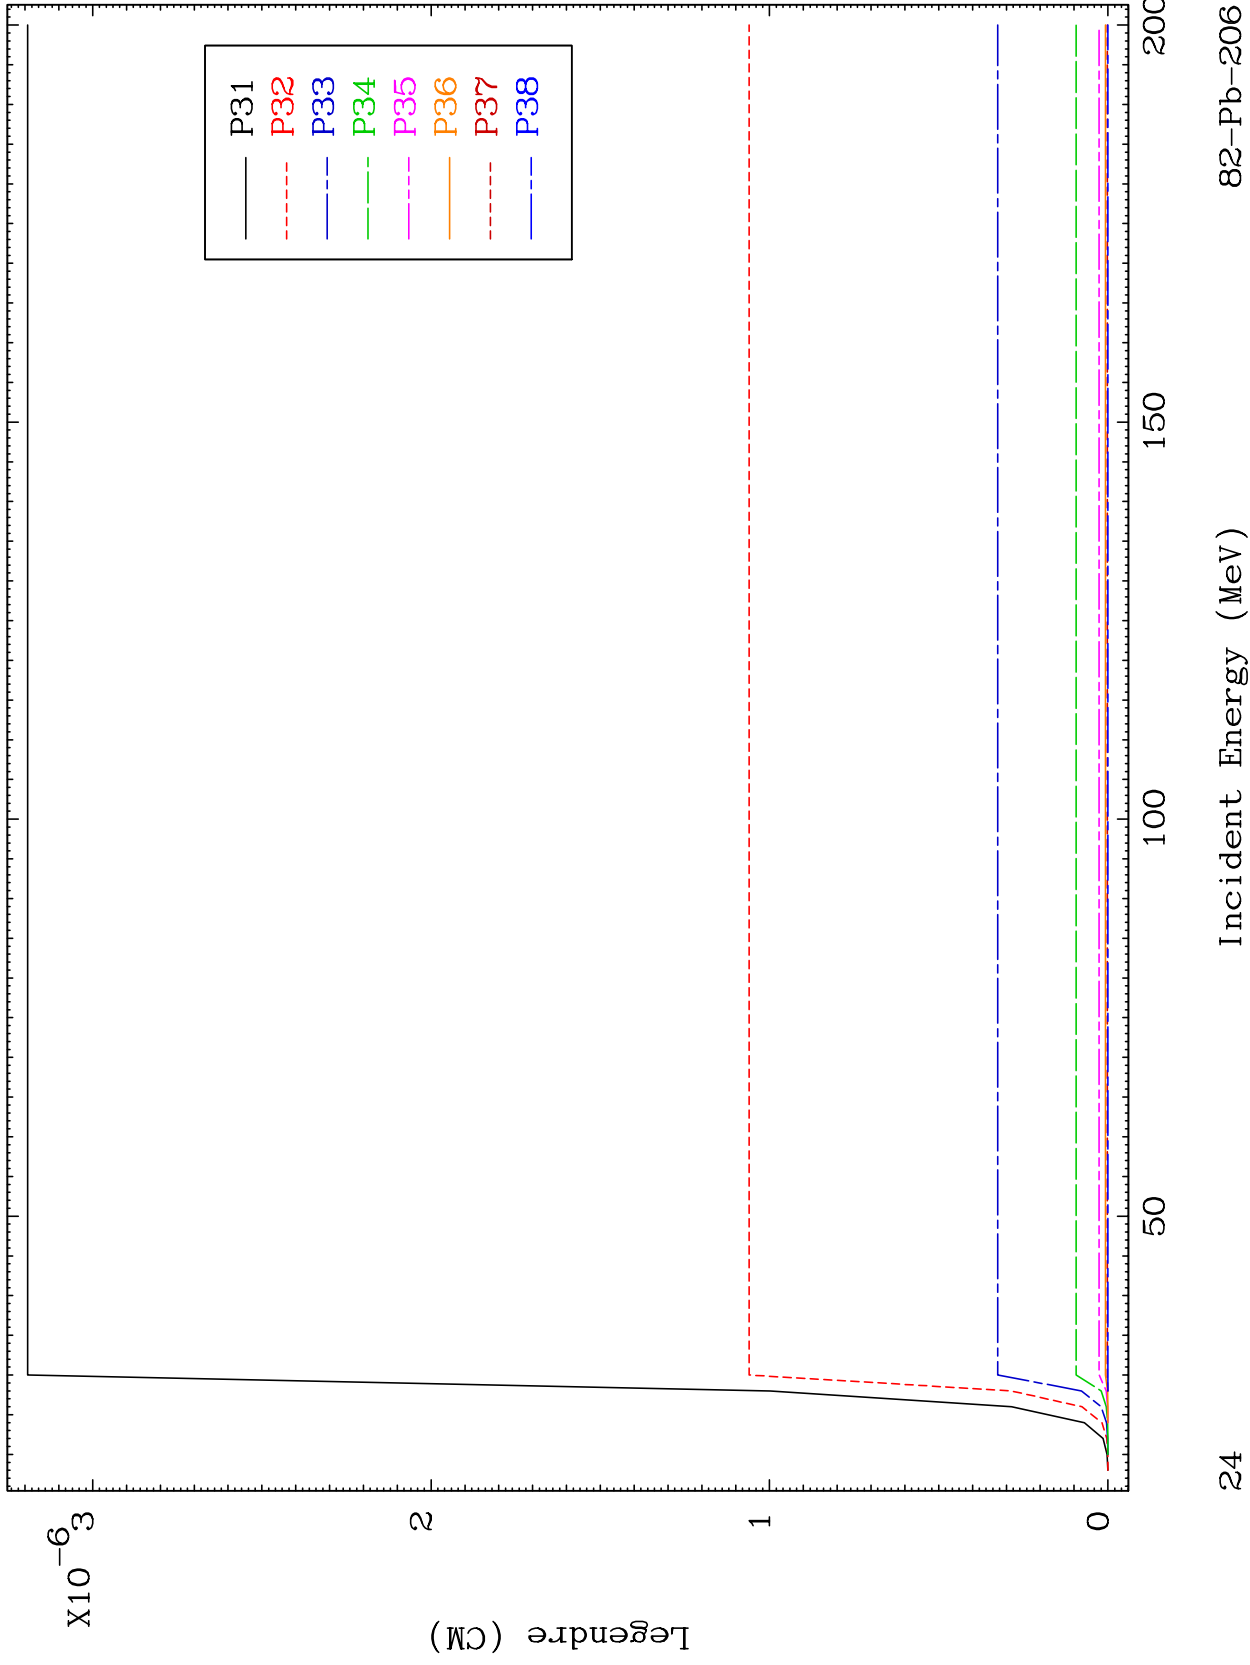 X10-6
3
2
1
0
Legendre (CM)
P31
P32
P33
P34
P35
P36
P37
P38
50
100
150
200
Incident Energy (MeV)
24
82-Pb-206